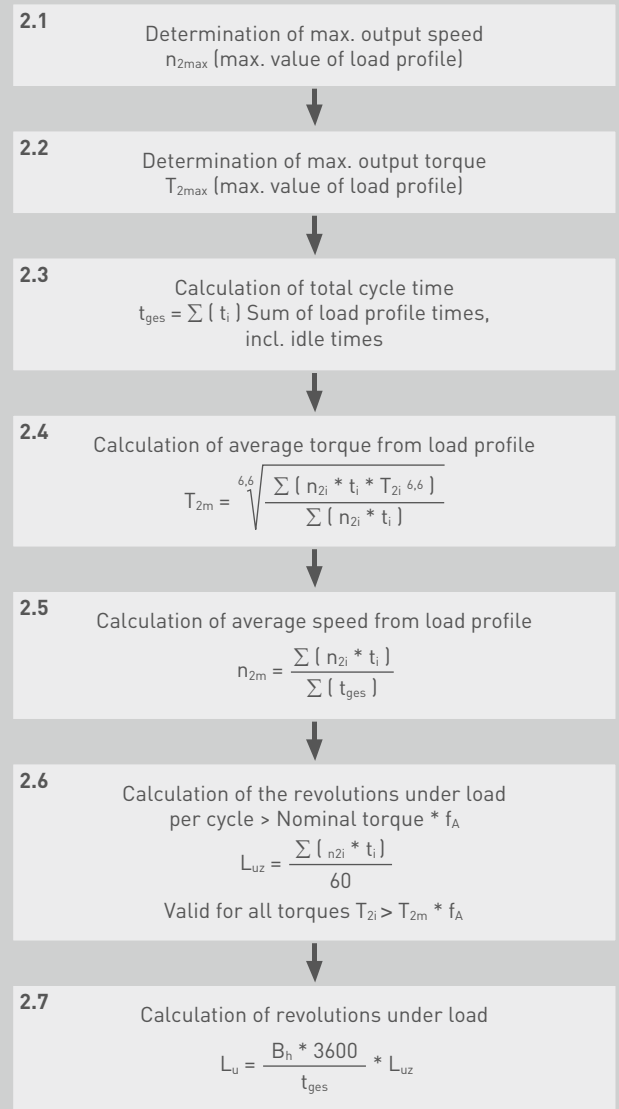 2.1
Determination of max. output speed
n₂max (max. value of load profile)
2.2
Determination of max. output torque
T₂max (max. value of load profile)
2.3
Calculation of total cycle time
tges = ∑ ( ti ) Sum of load profile times,
incl. idle times
2.4
Calculation of average torque from load profile
T2m = 6,6√ ∑ ( n2i * ti * T2i 6,6 ) / ∑ ( n2i * ti )
2.5
Calculation of average speed from load profile
n2m = ∑ ( n2i * ti ) / ∑ ( tges )
2.6
Calculation of the revolutions under load
per cycle > Nominal torque * fA
Luz = ∑ ( n2i * ti ) / 60
Valid for all torques T2i > T2m * fA
2.7
Calculation of revolutions under load
Lu = Bh * 3600 / tges * Luz